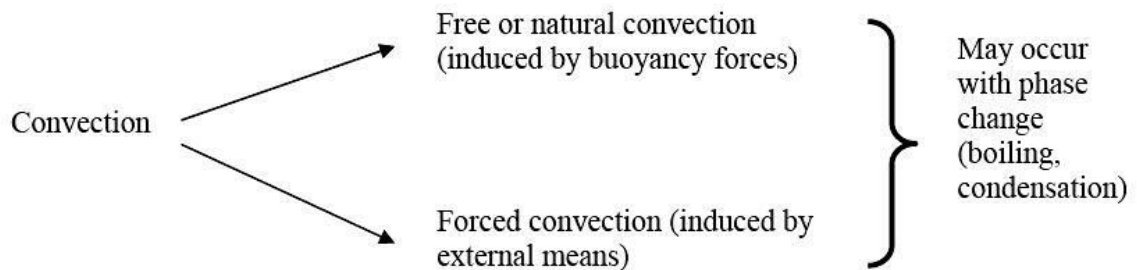 Convection
Free or natural convection
(induced by buoyancy forces)
Forced convection (induced by
external means)
May occur
with phase
change
(boiling,
condensation)